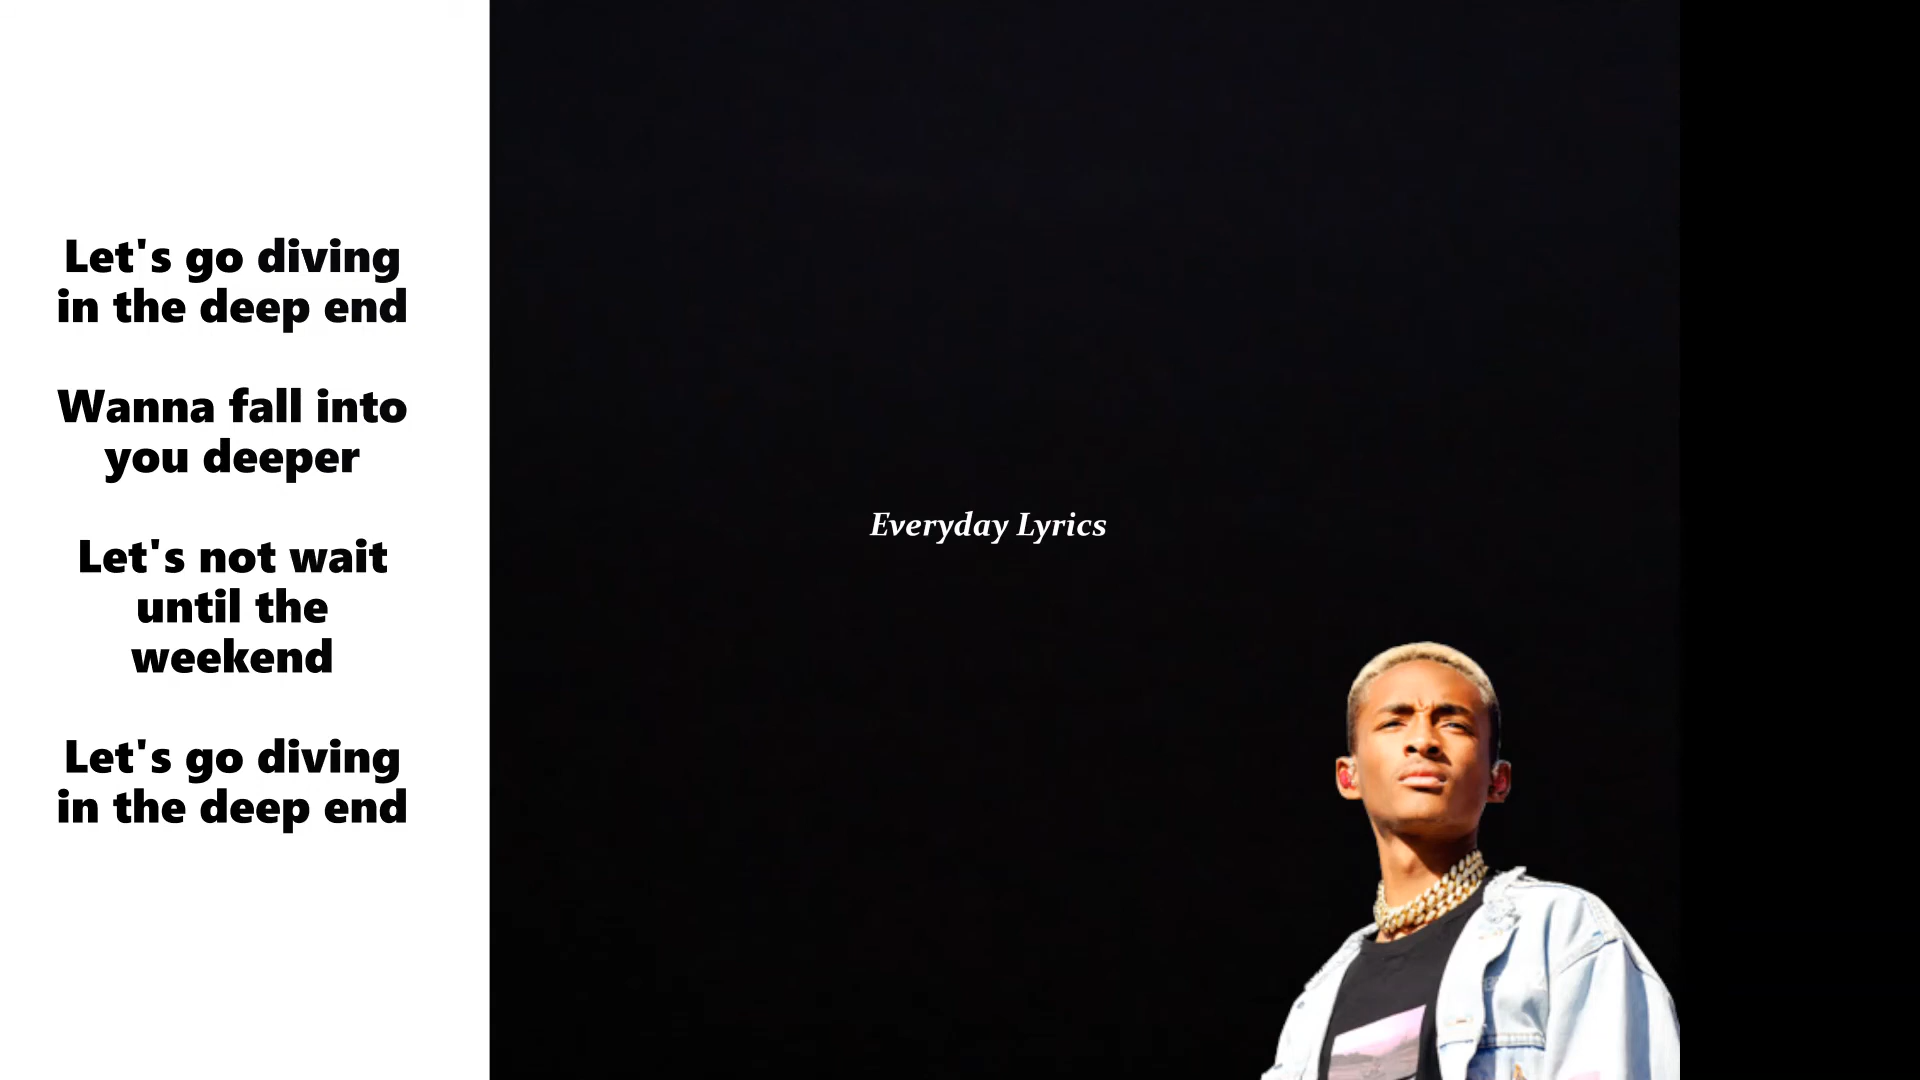 Let's go diving
in the deep end
Wanna fall into
you deeper
Let's not wait
until the
weekend
Let's go diving
in the deep end
Everyday Lyrics